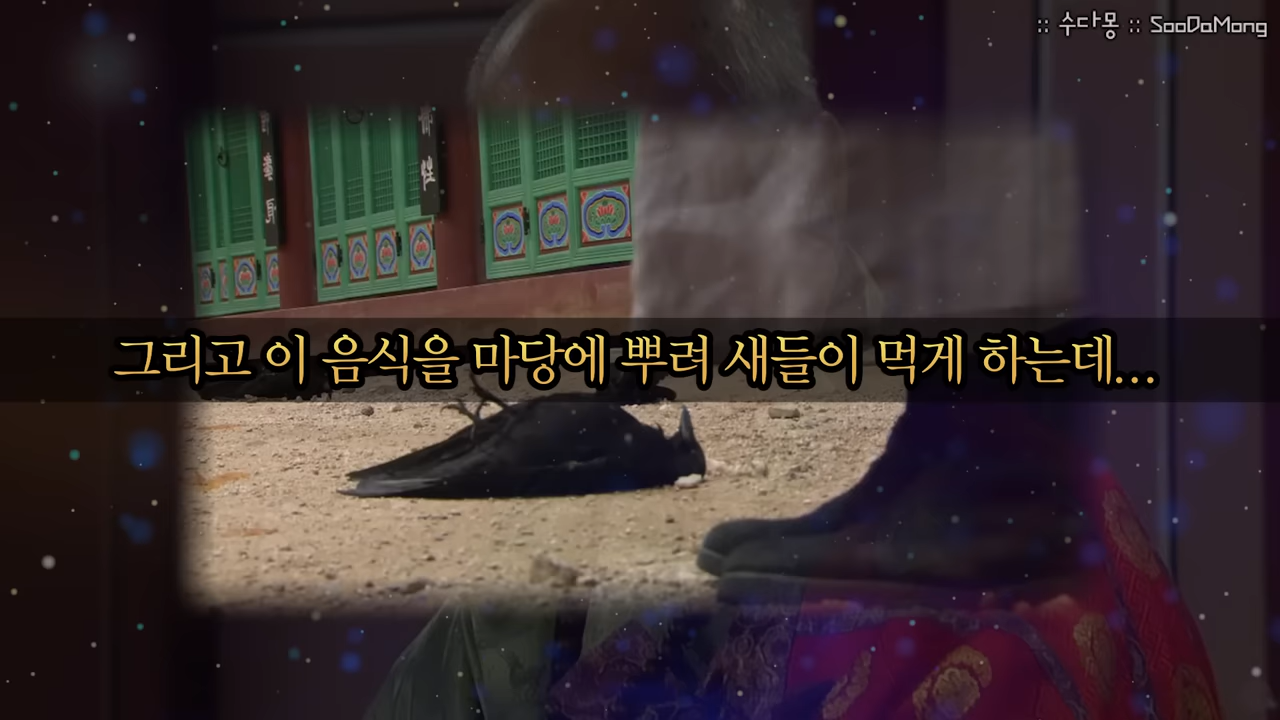 :: 수다몽 :: SooDaMong
그리고 이 음식을 마당에 뿌려 새들이 먹게 하는데...